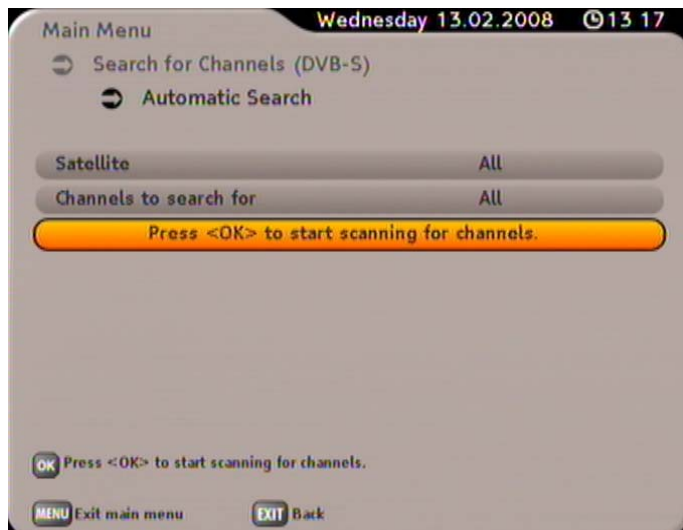 Main Menu
Wednesday 13.02.2008 13 17
Search for Channels (DVB-S)
Automatic Search
Satellite All
Channels to search for All
Press <OK> to start scanning for channels.
OK Press <OK> to start scanning for channels.
MENU Exit main menu EXIT Back